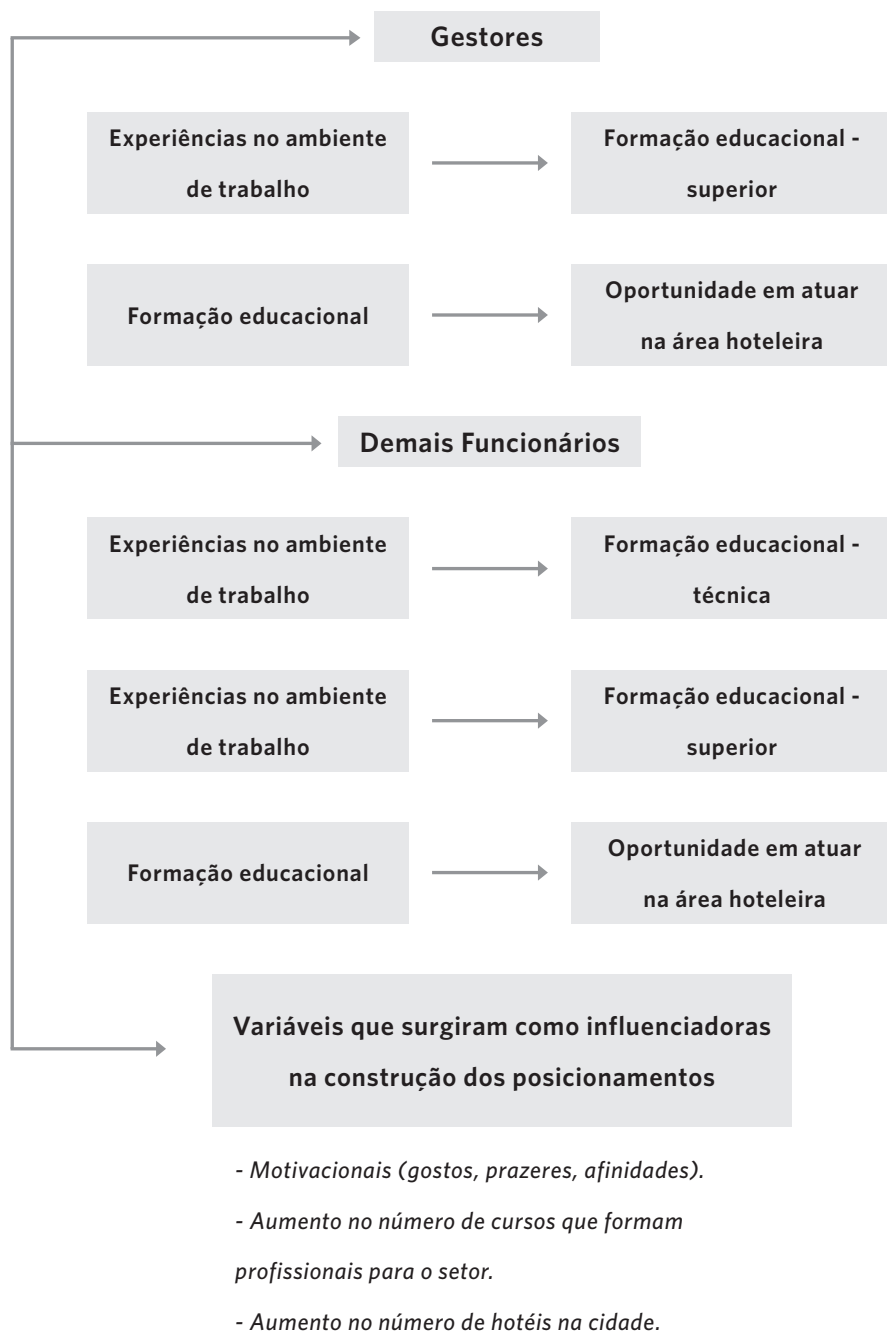 Gestores
Experiências no ambiente
de trabalho
Formação educacional -
superior
Formação educacional
Oportunidade em atuar
na área hoteleira
Demais Funcionários
Experiências no ambiente
de trabalho
Formação educacional -
técnica
Experiências no ambiente
de trabalho
Formação educacional -
superior
Formação educacional
Oportunidade em atuar
na área hoteleira
Variáveis que surgiram como influenciadoras
na construção dos posicionamentos
- Motivacionais (gostos, prazeres, afinidades).
- Aumento no número de cursos que formam
profissionais para o setor.
- Aumento no número de hotéis na cidade.